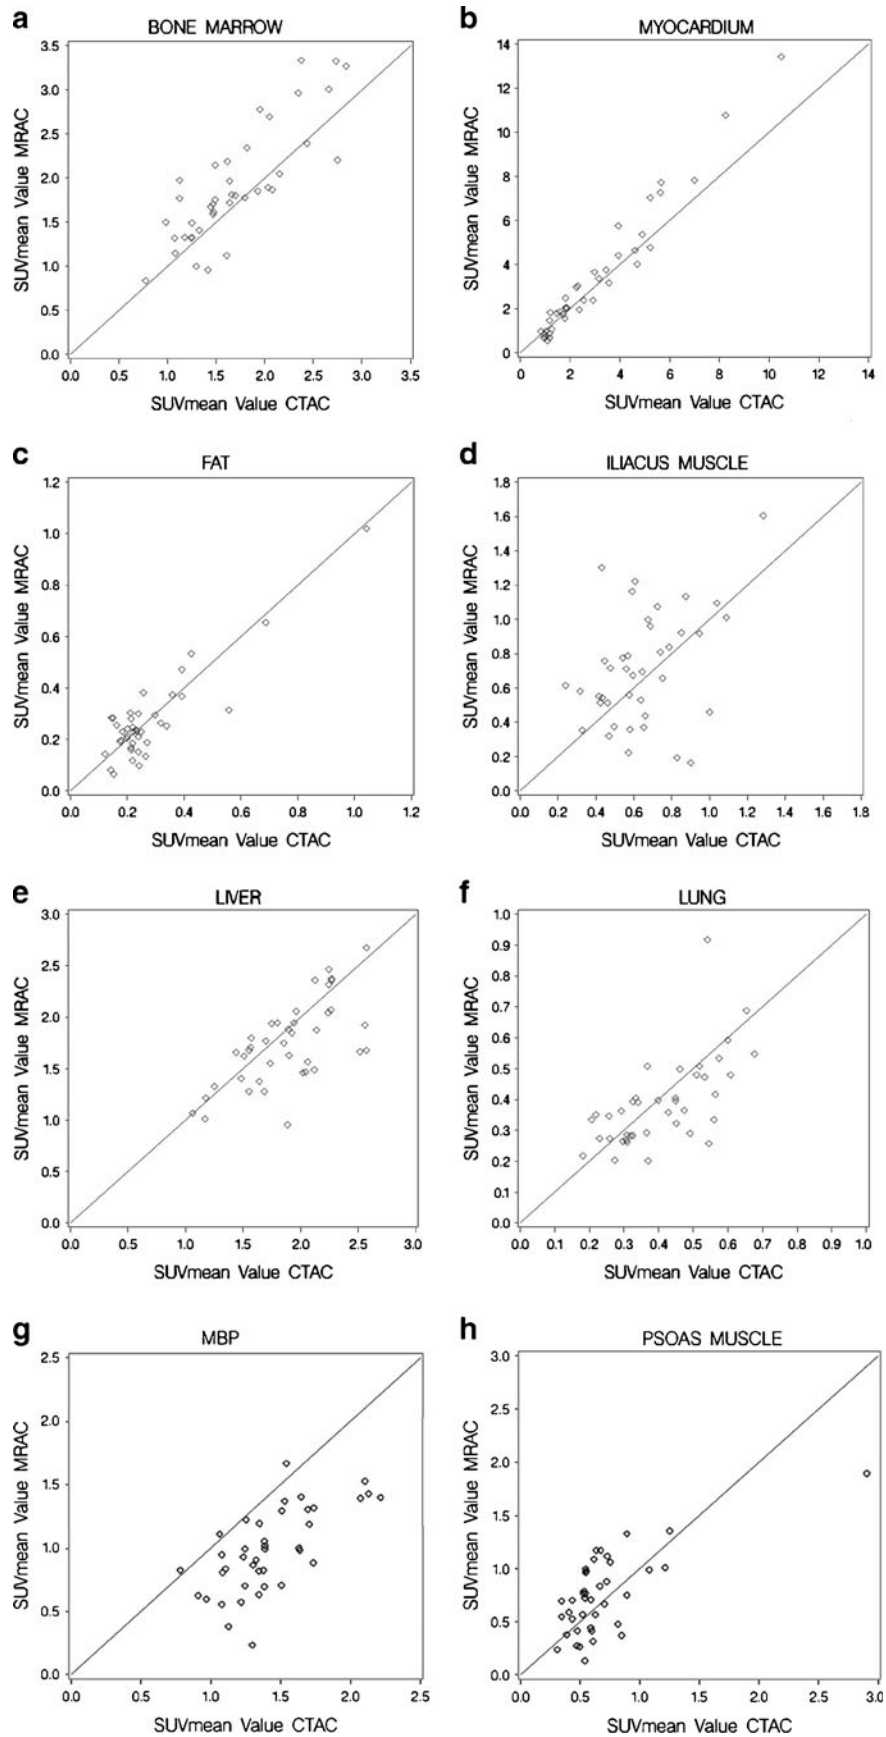 a
BONE MARROW
3.5
3.0
2.5
2.0
1.5
1.0
0.5
0.0
SUVmean Value MRAC
0.0 0.5 1.0 1.5 2.0 2.5 3.0 3.5
SUVmean Value CTAC
b
MYOCARDIUM
14
12
10
8
6
4
2
0
SUVmean Value MRAC
0 2 4 6 8 10 12 14
SUVmean Value CTAC
c
FAT
1.2
1.0
0.8
0.6
0.4
0.2
0.0
SUVmean Value MRAC
0.0 0.2 0.4 0.6 0.8 1.0 1.2
SUVmean Value CTAC
d
ILIACUS MUSCLE
1.8
1.6
1.4
1.2
1.0
0.8
0.6
0.4
0.2
0.0
SUVmean Value MRAC
0.0 0.2 0.4 0.6 0.8 1.0 1.2 1.4 1.6 1.8
SUVmean Value CTAC
e
LIVER
3.0
2.5
2.0
1.5
1.0
0.5
0.0
SUVmean Value MRAC
0.0 0.5 1.0 1.5 2.0 2.5 3.0
SUVmean Value CTAC
f
LUNG
1.0
0.9
0.8
0.7
0.6
0.5
0.4
0.3
0.2
0.1
0.0
SUVmean Value MRAC
0.0 0.1 0.2 0.3 0.4 0.5 0.6 0.7 0.8 0.9 1.0
SUVmean Value CTAC
g
MBP
2.5
2.0
1.5
1.0
0.5
0.0
SUVmean Value MRAC
0.0 0.5 1.0 1.5 2.0 2.5
SUVmean Value CTAC
h
PSOAS MUSCLE
3.0
2.5
2.0
1.5
1.0
0.5
0.0
SUVmean Value MRAC
0.0 0.5 1.0 1.5 2.0 2.5 3.0
SUVmean Value CTAC